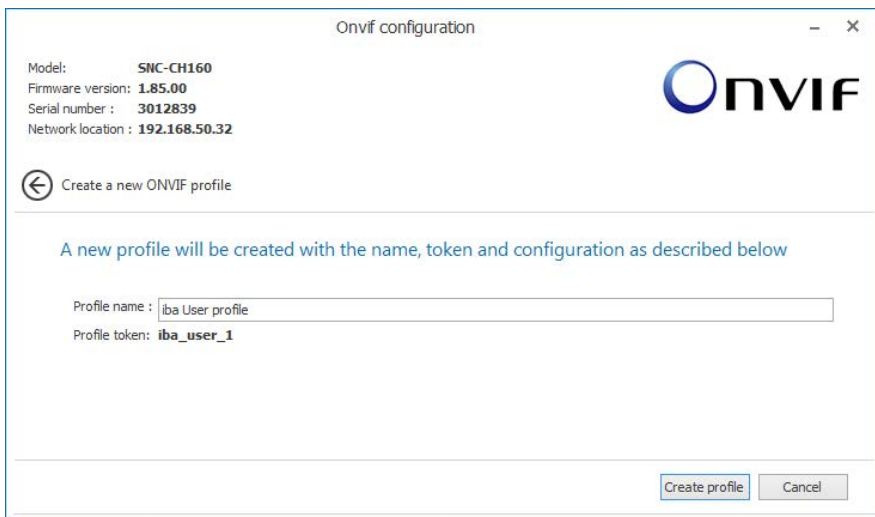 Onvif configuration
Model: SNC-CH160
Firmware version: 1.85.00
Serial number : 3012839
Network location : 192.168.50.32
ONVIF
Create a new ONVIF profile
A new profile will be created with the name, token and configuration as described below
Profile name : iba User profile
Profile token: iba_user_1
Create profile Cancel